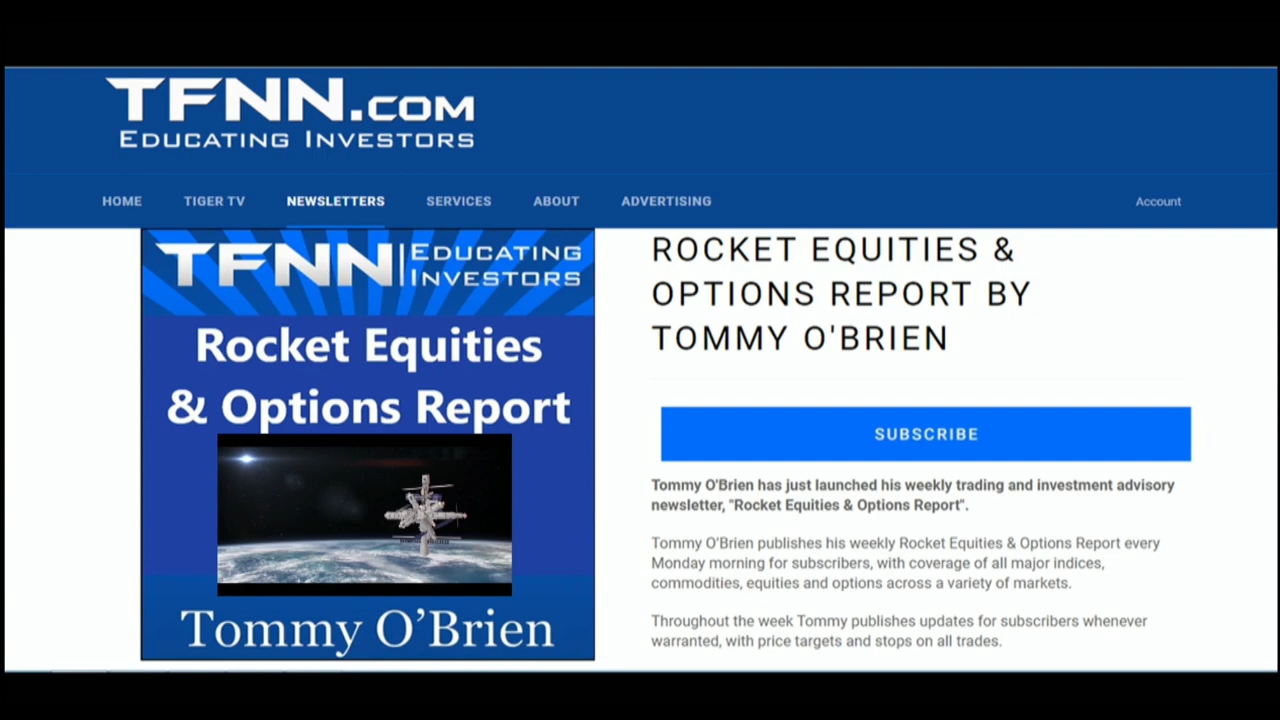 TFNN.COM
EDUCATING INVESTORS
HOME TIGER TV NEWSLETTERS SERVICES ABOUT ADVERTISING Account
TFNN EDUCATING INVESTORS
Rocket Equities
& Options Report
Tommy O’Brien
ROCKET EQUITIES &
OPTIONS REPORT BY
TOMMY O'BRIEN
SUBSCRIBE
Tommy O'Brien has just launched his weekly trading and investment advisory
newsletter, "Rocket Equities & Options Report".
Tommy O'Brien publishes his weekly Rocket Equities & Options Report every
Monday morning for subscribers, with coverage of all major indices,
commodities, equities and options across a variety of markets.
Throughout the week Tommy publishes updates for subscribers whenever
warranted, with price targets and stops on all trades.